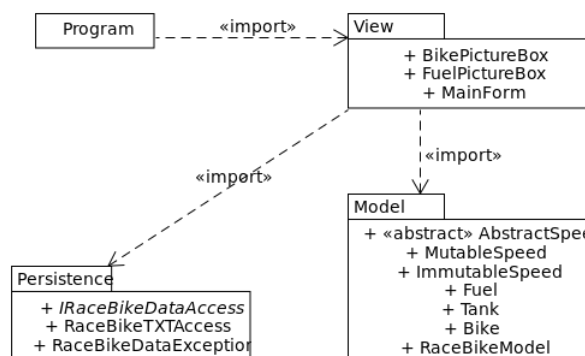 Program
«import»
View
+ BikePictureBox
+ FuelPictureBox
+ MainForm
«import»
«import»
Model
+ «abstract» AbstractSpee
+ MutableSpeed
+ ImmutableSpeed
+ Fuel
+ Tank
+ Bike
+ RaceBikeModel
Persistence
+ IRaceBikeDataAccess
+ RaceBikeTXTAccess
+ RaceBikeDataException